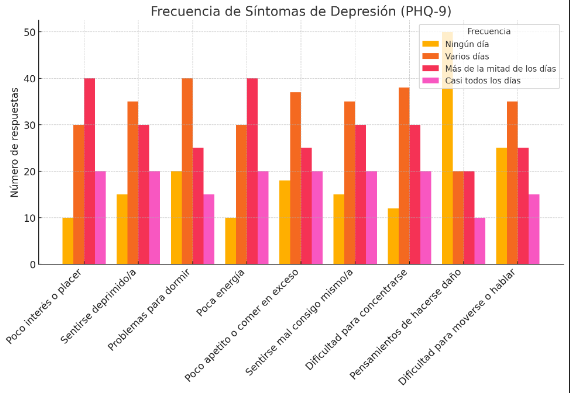 Frecuencia de Síntomas de Depresión (PHQ-9)
Frecuencia
Ningún día
Varios días
Más de la mitad de los días
Casi todos los días
Número de respuestas
50
40
30
20
10
0
Poco interés o placer
Sentirse deprimido/a
Problemas para dormir
Poca energía
Poco apetito o comer en exceso
Sentirse mal consigo mismo/a
Dificultad para concentrarse
Pensamientos de hacerse daño
Dificultad para moverse o hablar